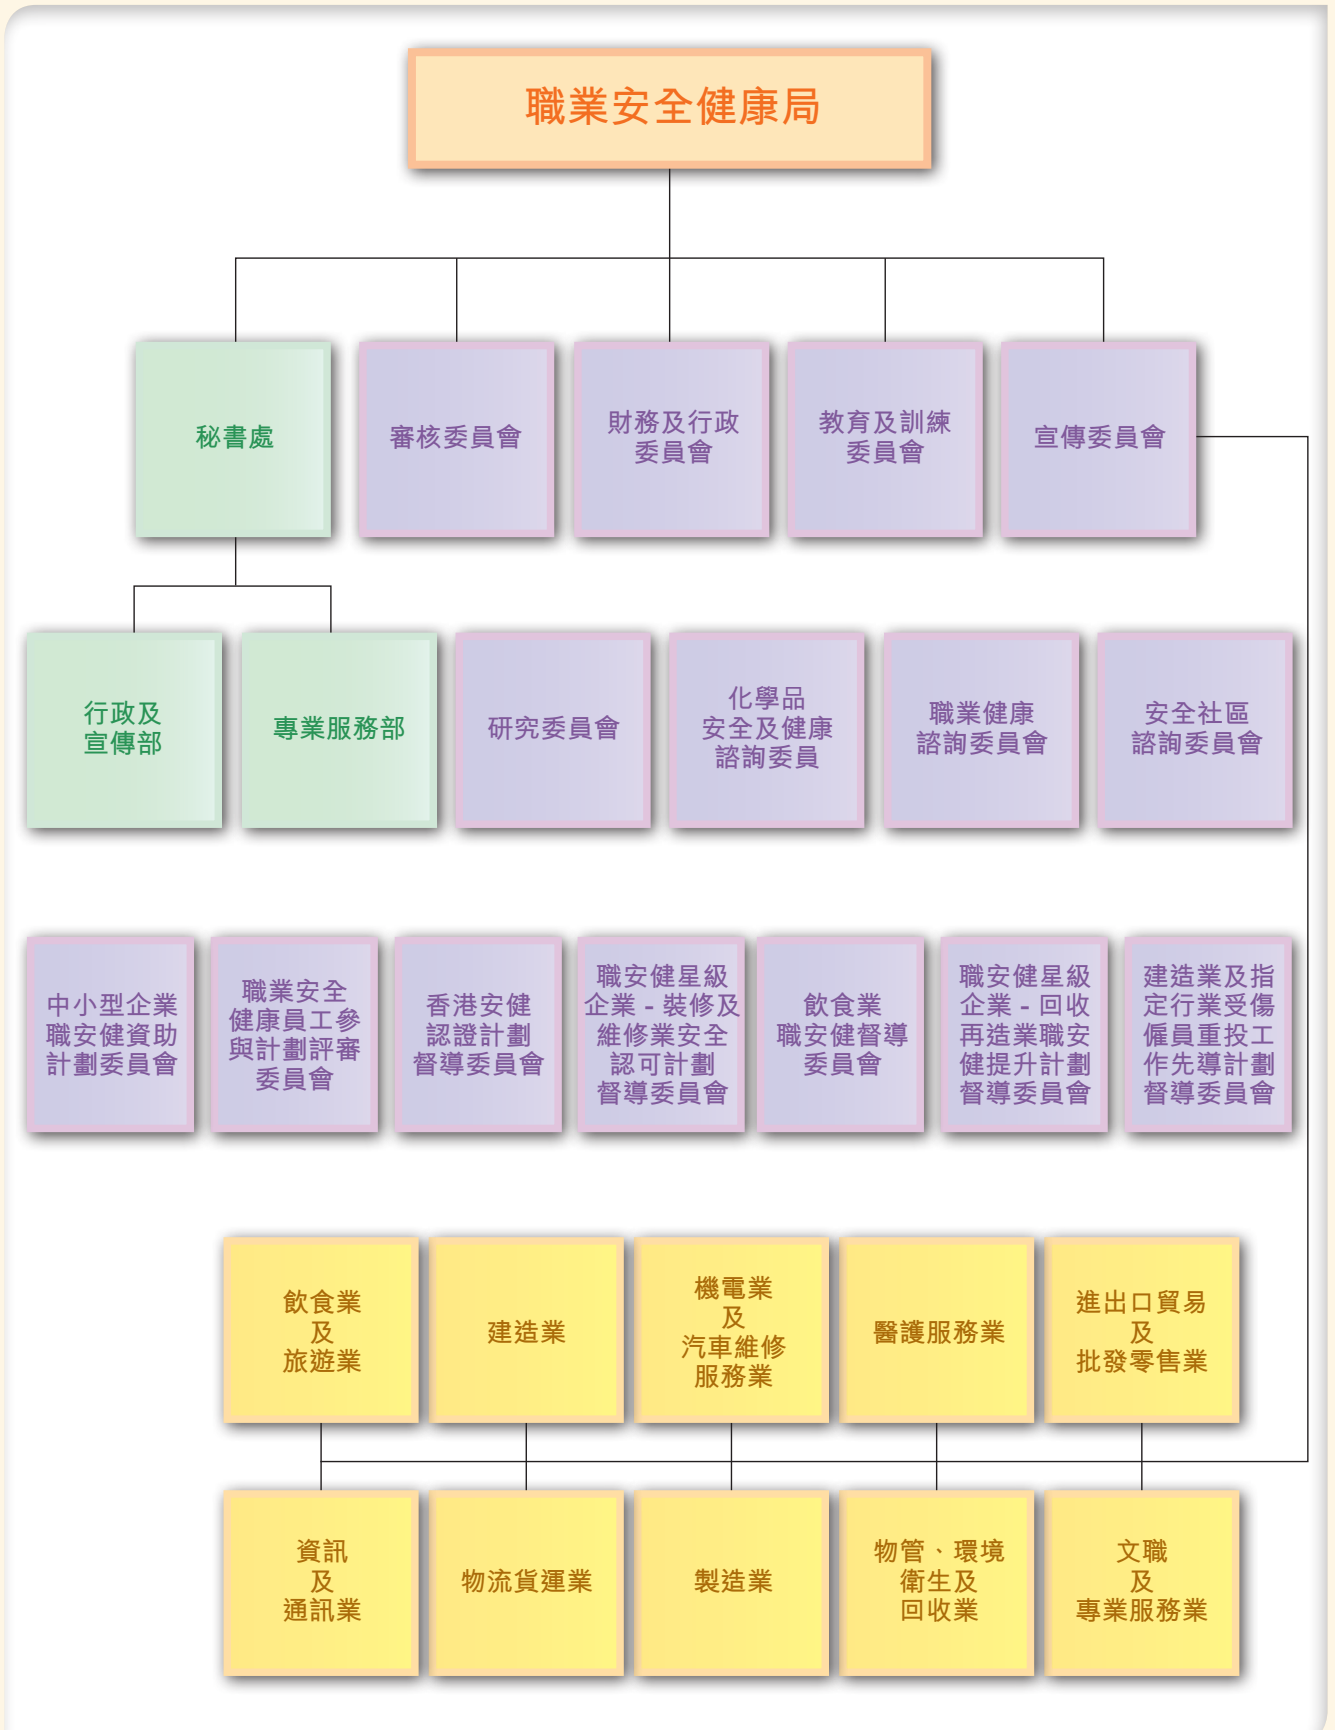 職業安全健康局
秘書處
審核委員會
財務及行政
委員會
教育及訓練
委員會
宣傳委員會
行政及
宣傳部
專業服務部
研究委員會
化學品
安全及健康
諮詢委員
職業健康
諮詢委員會
安全社區
諮詢委員會
中小型企業
職安健資助
計劃委員會
職業安全
健康員工參
與計劃評審
委員會
香港安健
認證計劃
督導委員會
職安健星級
企業 - 裝修及
維修業安全
認可計劃
督導委員會
飲食業
職安健督導
委員會
職安健星級
企業 - 回收
再造業職安
健提升計劃
督導委員會
建造業及指
定行業受傷
僱員重投工
作先導計劃
督導委員會
飲食業
及
旅遊業
建造業
機電業
及
汽車維修
服務業
醫護服務業
進出口貿易
及
批發零售業
資訊
及
通訊業
物流貨運業
製造業
物管、環境
衛生及
回收業
文職
及
專業服務業